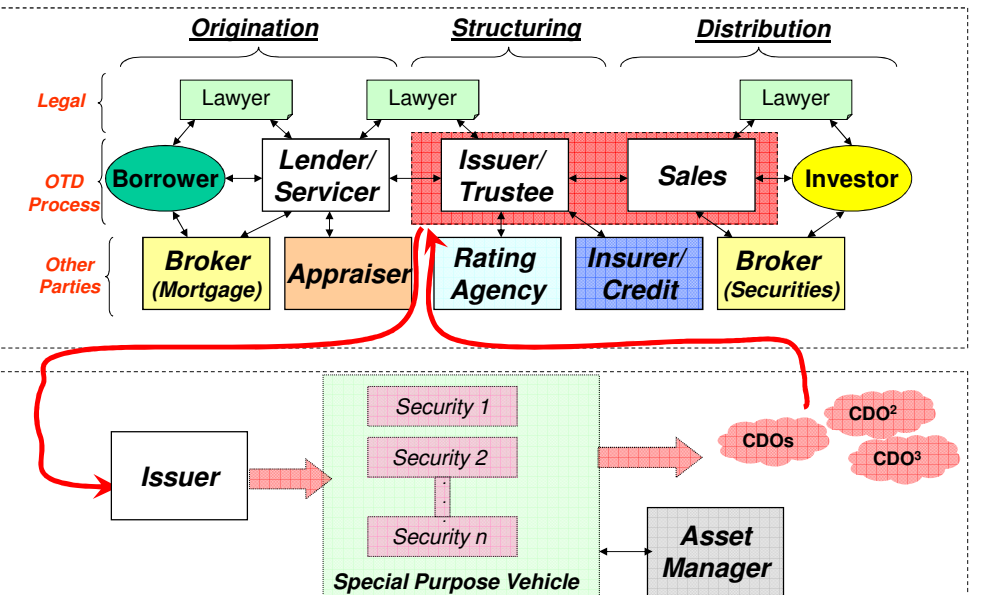 Origination Structuring Distribution
Legal Lawyer Lawyer Lawyer
OTD
Process
Borrower
Lender/
Servicer
Issuer/
Trustee
Sales
Investor
Other
Parties
Broker
(Mortgage)
Appraiser
Rating
Agency
Insurer/
Credit
Broker
(Securities)
Issuer
Security 1
Security 2
Security n
Special Purpose Vehicle
CDOs
CDO²
CDO³
Asset
Manager